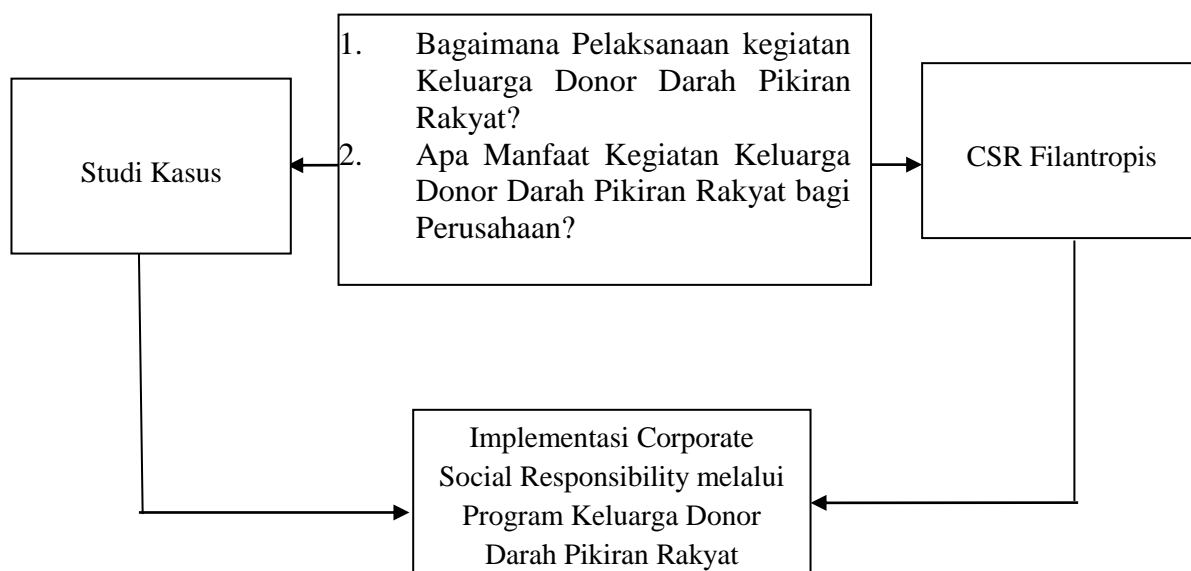 1. Bagaimana Pelaksanaan kegiatan
Keluarga Donor Darah Pikiran
Rakyat?
2. Apa Manfaat Kegiatan Keluarga
Donor Darah Pikiran Rakyat bagi
Perusahaan?
Studi Kasus
CSR Filantropis
Implementasi Corporate
Social Responsibility melalui
Program Keluarga Donor
Darah Pikiran Rakyat